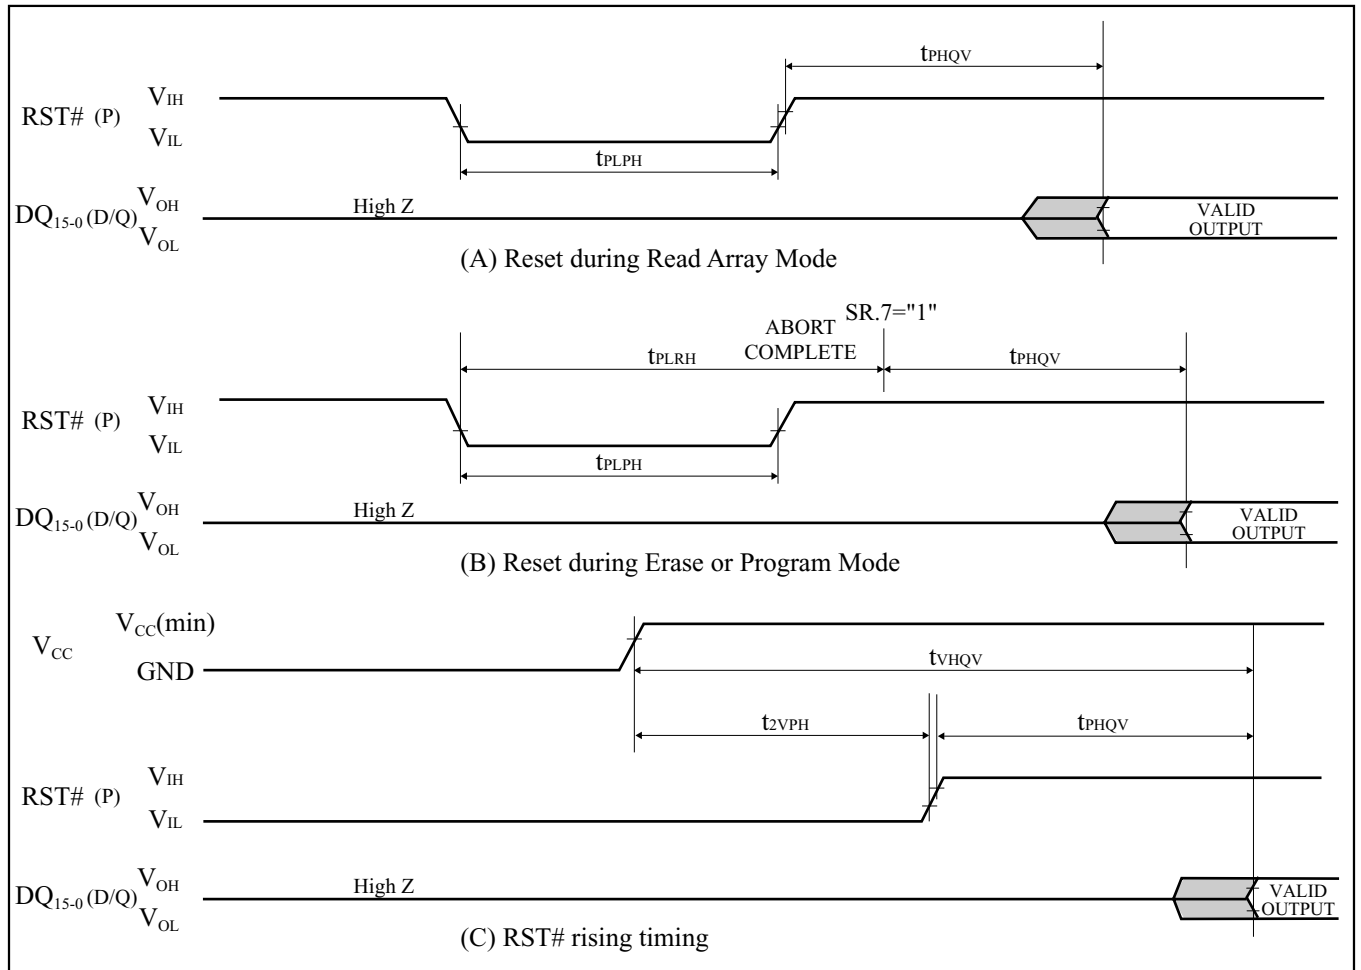 tPHQV
VIH
RST# (P)
VIL
tPLPH
VOH
DQ15-0 (D/Q)
High Z
VALID
OUTPUT
VOL
(A) Reset during Read Array Mode
SR.7="1"
ABORT
COMPLETE
tPLRH
tPHQV
VIH
RST# (P)
VIL
tPLPH
VOH
DQ15-0 (D/Q)
High Z
VALID
OUTPUT
VOL
(B) Reset during Erase or Program Mode
VCC(min)
VCC
GND
tVHQV
t2VPH
tPHQV
VIH
RST# (P)
VIL
VOH
DQ15-0 (D/Q)
High Z
VALID
OUTPUT
VOL
(C) RST# rising timing